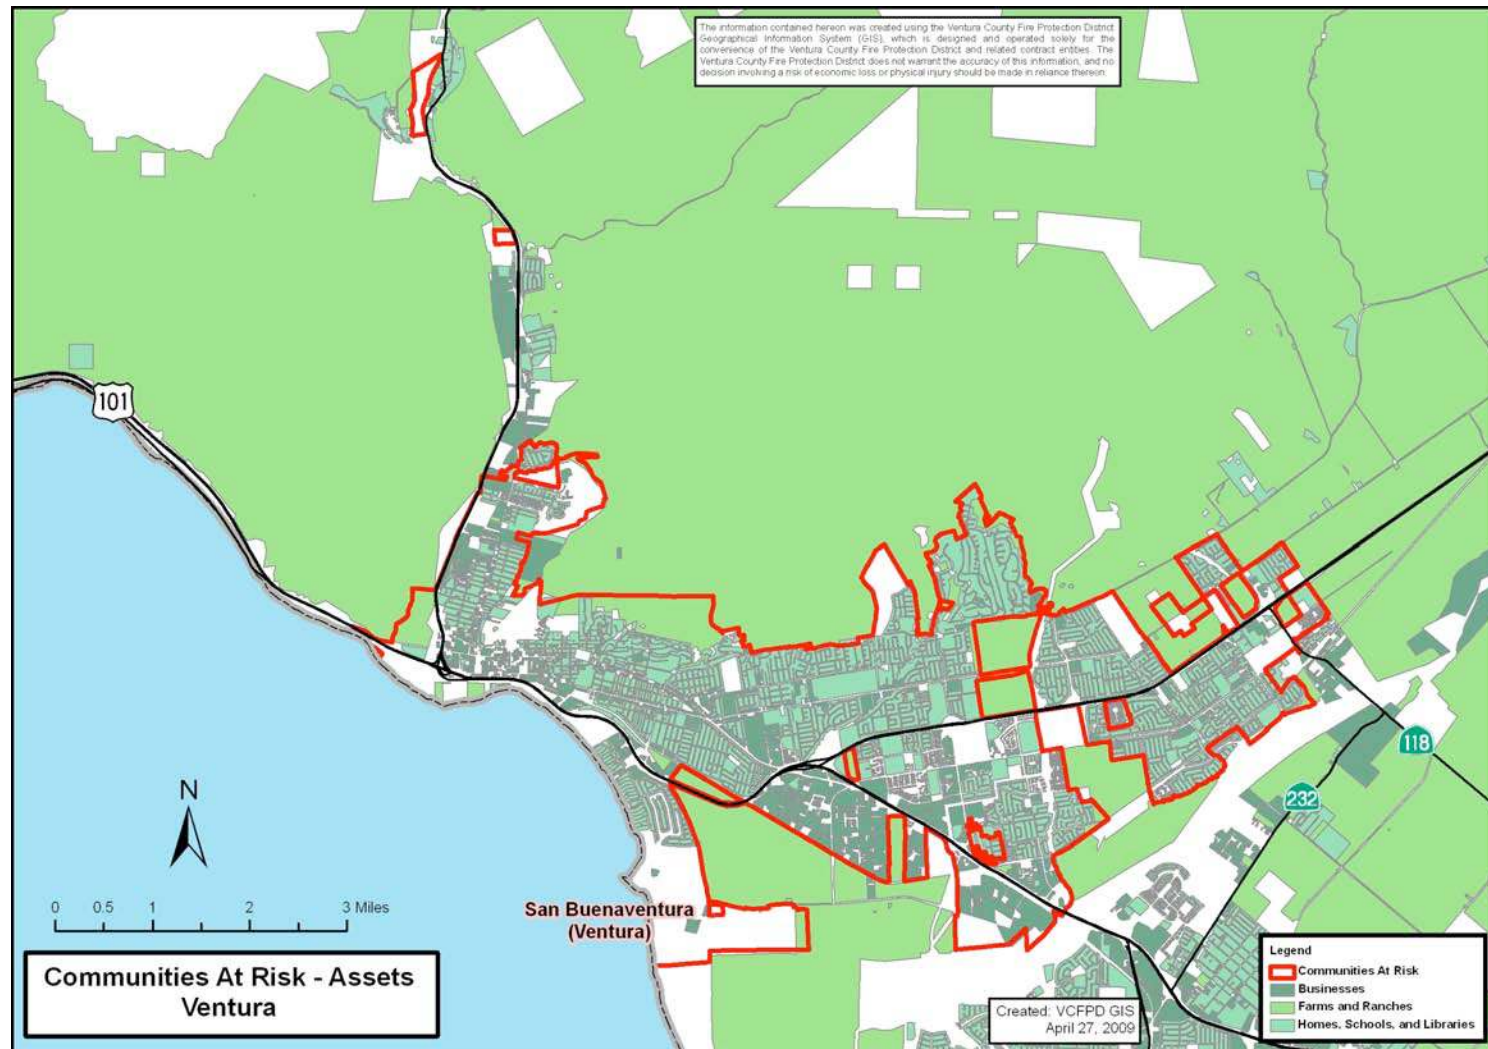 The information contained hereon was created using the Ventura County Fire Protection District
Geographical Information System (GIS), which is designed and operated solely for the
convenience of the Ventura County Fire Protection District and related contract entities. The
Ventura County Fire Protection District does not warrant the accuracy of this information, and no
decision involving a risk of economic loss or physical injury should be made in reliance therein.
101
118
232
N
0 0.5 1 2 3 Miles
San Buenaventura
(Ventura)
Communities At Risk - Assets
Ventura
Created: VCFPD GIS
April 27, 2009
Legend
Communities At Risk
Businesses
Farms and Ranches
Homes, Schools, and Libraries